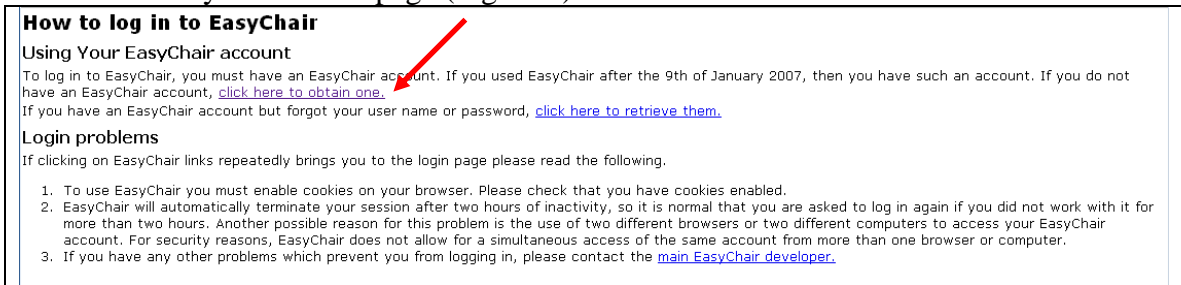 How to log in to EasyChair
Using Your EasyChair account
To log in to EasyChair, you must have an EasyChair account. If you used EasyChair after the 9th of January 2007, then you have such an account. If you do not
have an EasyChair account, click here to obtain one.
If you have an EasyChair account but forgot your user name or password, click here to retrieve them.
Login problems
If clicking on EasyChair links repeatedly brings you to the login page please read the following.
1. To use EasyChair you must enable cookies on your browser. Please check that you have cookies enabled.
2. EasyChair will automatically terminate your session after two hours of inactivity, so it is normal that you are asked to log in again if you did not work with it for
more than two hours. Another possible reason for this problem is the use of two different browsers or two different computers to access your EasyChair
account. For security reasons, EasyChair does not allow for a simultaneous access of the same account from more than one browser or computer.
3. If you have any other problems which prevent you from logging in, please contact the main EasyChair developer.